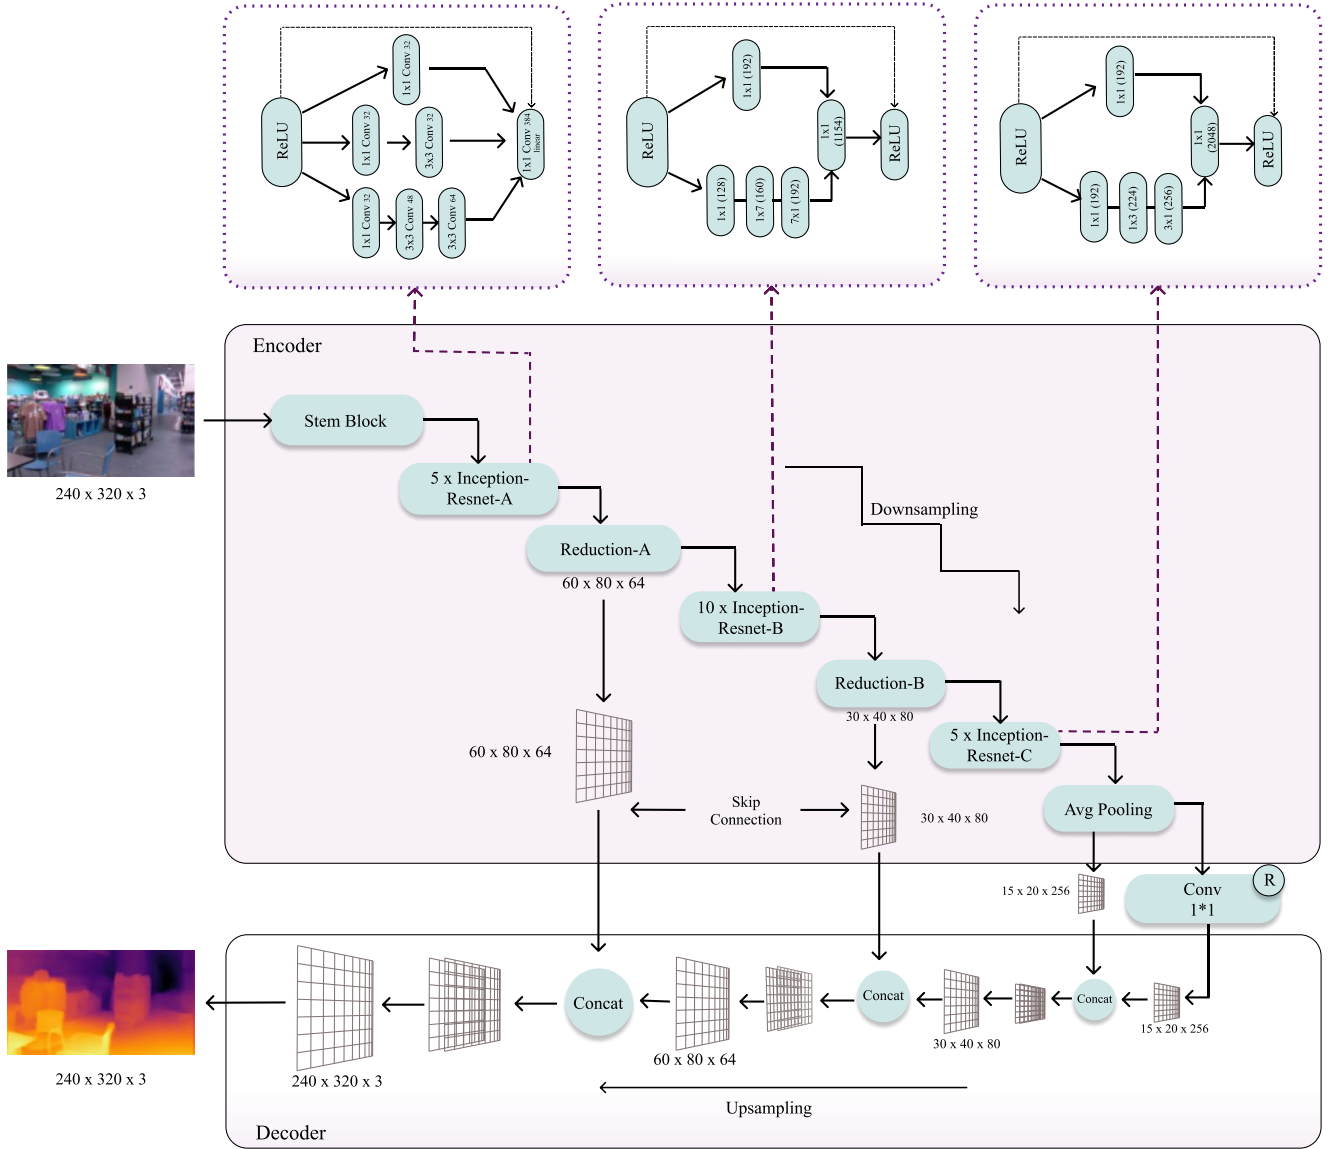 ReLU
1x1 Conv 32
1x1 Conv 32
3x3 Conv 32
1x1 Conv 32
3x3 Conv 48
3x3 Conv 64
1x1 Conv 384
linear
ReLU
1x1 (192)
1x1 (128)
1x7 (160)
7x1 (192)
1x1
(1154)
ReLU
ReLU
1x1 (192)
1x1 (192)
1x3 (224)
3x1 (256)
1x1
(2048)
ReLU
Encoder
240 x 320 x 3
Stem Block
5 x Inception-
Resnet-A
Reduction-A
60 x 80 x 64
10 x Inception-
Resnet-B
Downsampling
Reduction-B
30 x 40 x 80
5 x Inception-
Resnet-C
60 x 80 x 64
Skip
Connection
30 x 40 x 80
Avg Pooling
15 x 20 x 256
Conv
1*1
R
Concat
Concat
Concat
15 x 20 x 256
30 x 40 x 80
60 x 80 x 64
240 x 320 x 3
240 x 320 x 3
Upsampling
Decoder